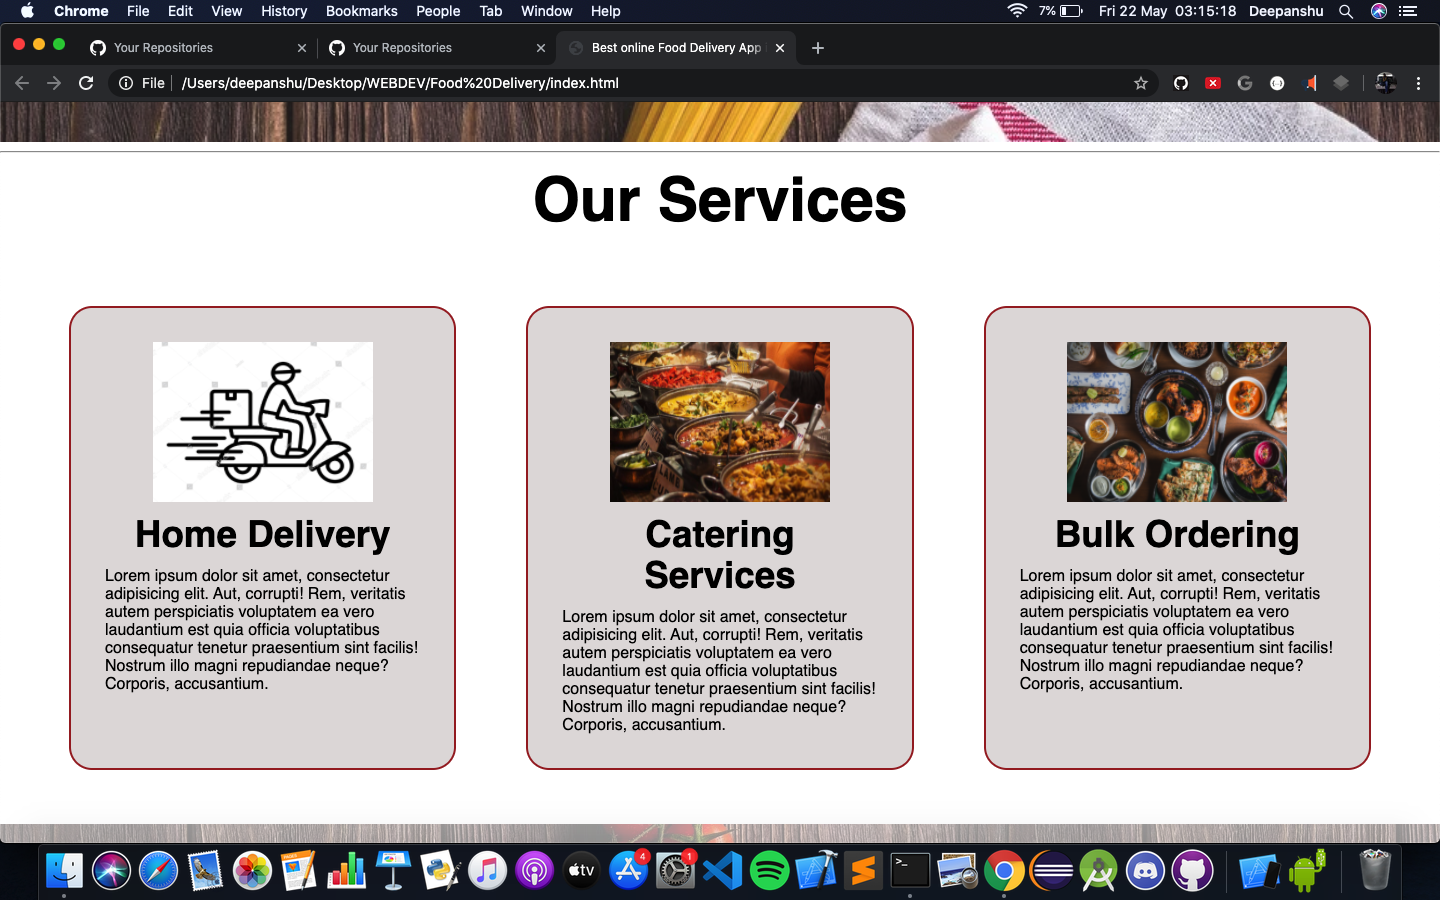 Chrome File Edit View History Bookmarks People Tab Window Help 7% Fri 22 May 03:15:18 Deepanshu
Your Repositories Your Repositories Best online Food Delivery App
File /Users/deepanshu/Desktop/WEBDEV/Food%20Delivery/index.html
Our Services
Home Delivery
Lorem ipsum dolor sit amet, consectetur
adipisicing elit. Aut, corrupti! Rem, veritatis
autem perspiciatis voluptatem ea vero
laudantium est quia officia voluptatibus
consequatur tenetur praesentium sint facilis!
Nostrum illo magni repudiandae neque?
Corporis, accusantium.
Catering
Services
Lorem ipsum dolor sit amet, consectetur
adipisicing elit. Aut, corrupti! Rem, veritatis
autem perspiciatis voluptatem ea vero
laudantium est quia officia voluptatibus
consequatur tenetur praesentium sint facilis!
Nostrum illo magni repudiandae neque?
Corporis, accusantium.
Bulk Ordering
Lorem ipsum dolor sit amet, consectetur
adipisicing elit. Aut, corrupti! Rem, veritatis
autem perspiciatis voluptatem ea vero
laudantium est quia officia voluptatibus
consequatur tenetur praesentium sint facilis!
Nostrum illo magni repudiandae neque?
Corporis, accusantium.
PAGES tv 4 1 >_